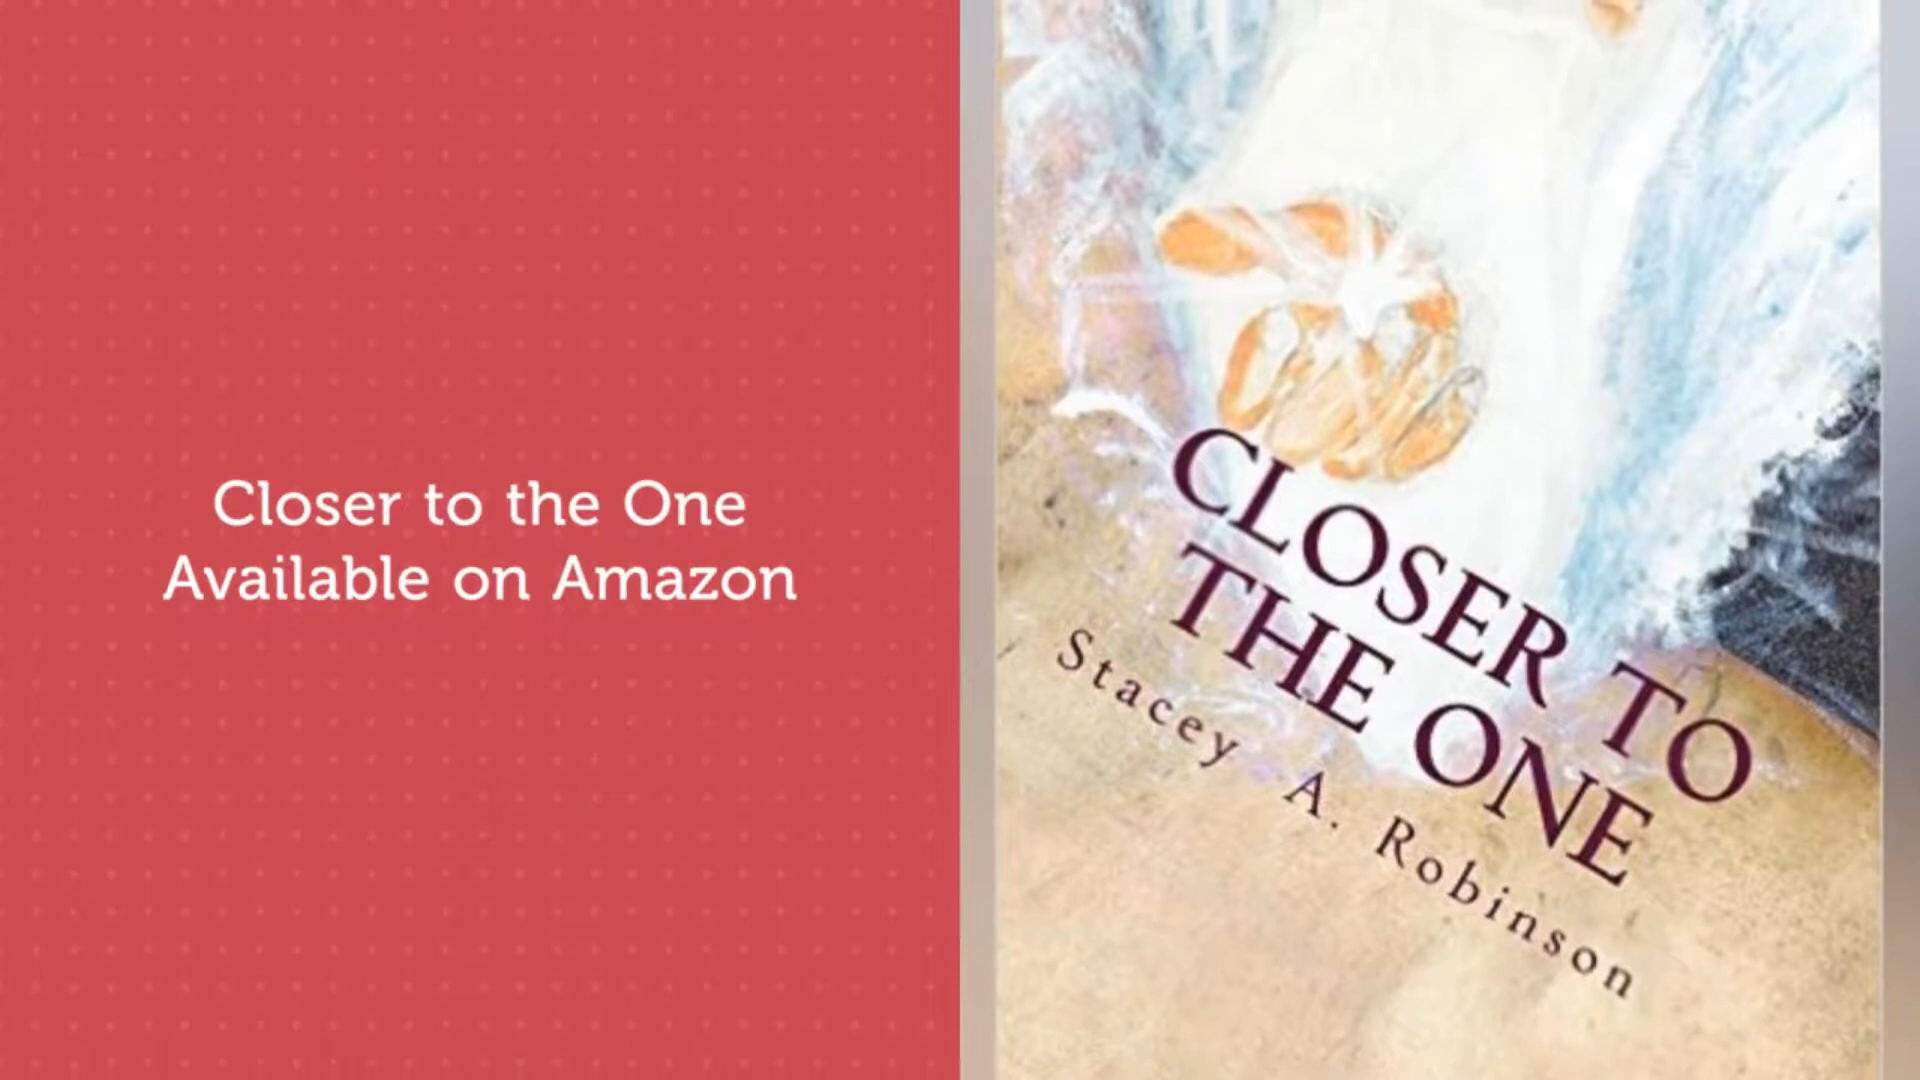 Closer to the One
Available on Amazon
CLOSER TO
THE ONE
Stacey A. Robinson